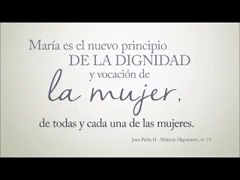 María es el nuevo principio
DE LA DIGNIDAD
y vocación de
la mujer,
de todas y cada una de las mujeres.
Juan Pablo II - Mulieris Dignitatem, nº 11